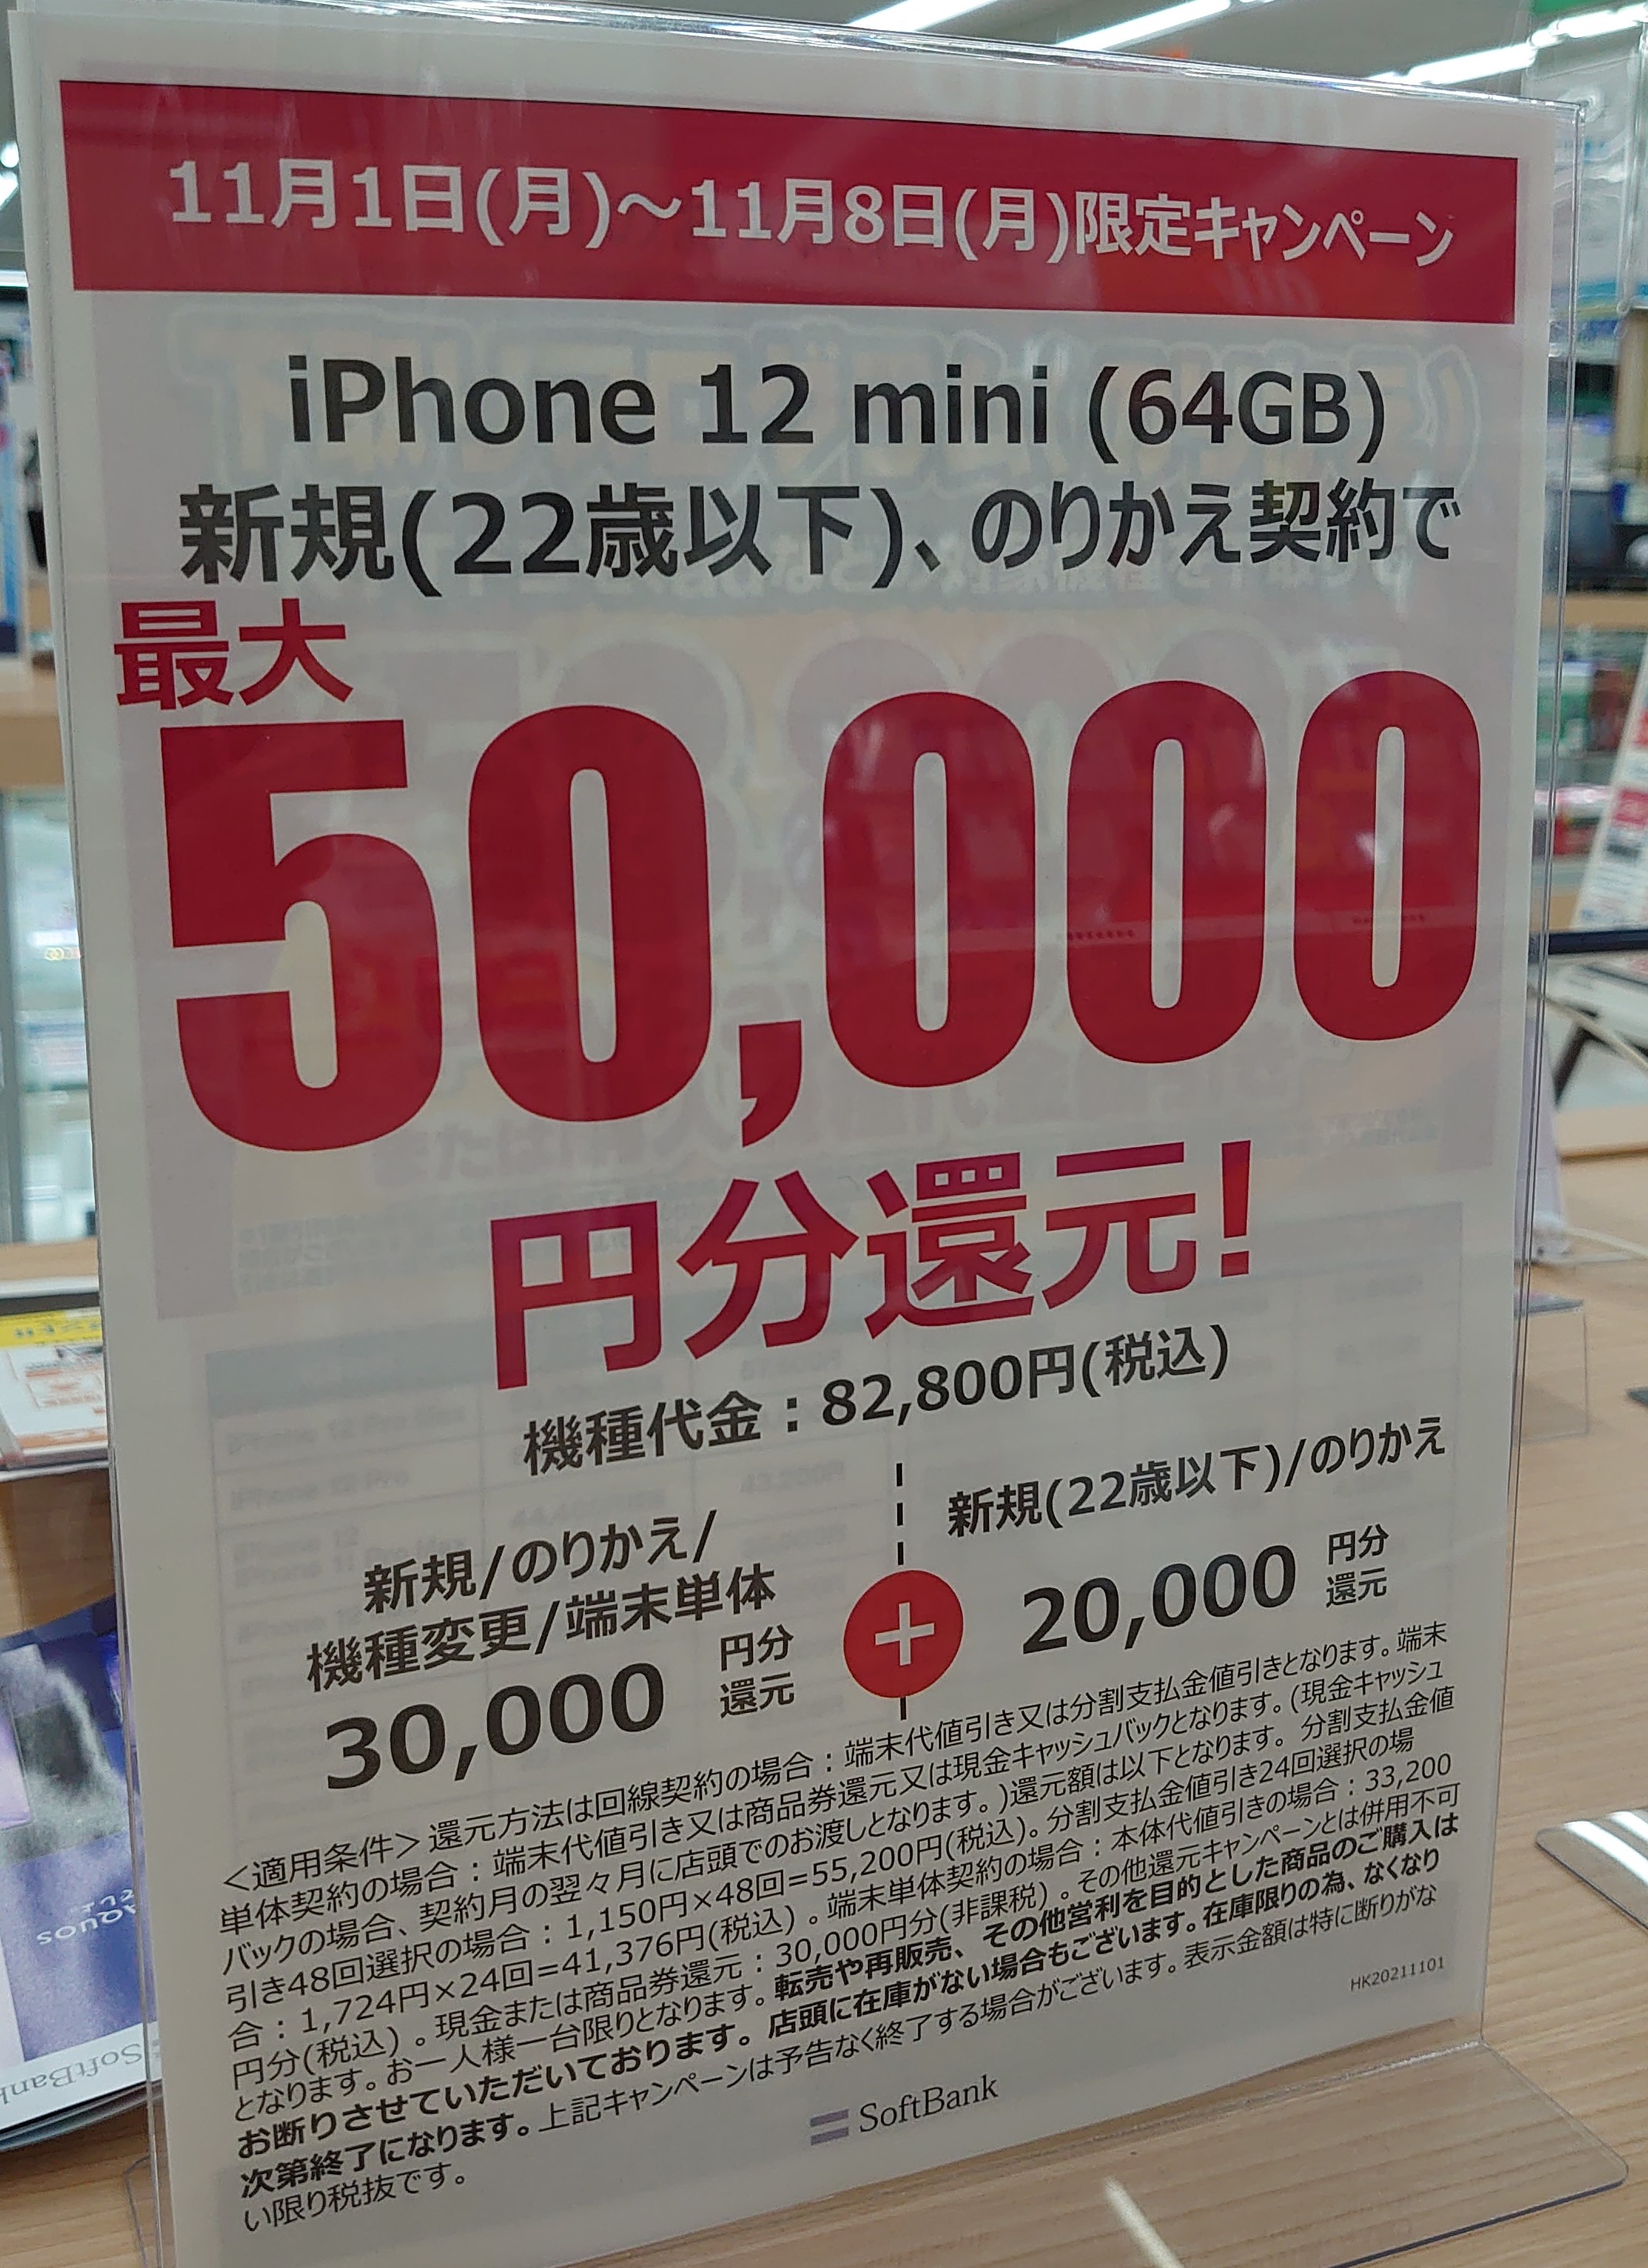 11月1日(月)～11月8日(月)限定キャンペーン
iPhone 12 mini (64GB)
新規(22歳以下)、のりかえ契約で
最大
50,000
円分還元!
機種代金：82,800円(税込)
新規/のりかえ/
機種変更/端末単体
30,000 円分還元
+
新規(22歳以下)/のりかえ
20,000 円分還元
＜適用条件＞還元方法は回線契約の場合：端末代値引き又は分割支払金値引きとなります。端末
単体契約の場合：端末代値引き又は商品券還元又は現金キャッシュバックとなります。(現金キャッシュ
バックの場合、契約月の翌々月に店頭でのお渡しとなります。)還元額は以下となります。分割支払金値
引き48回選択の場合：1,150円×48回=55,200円(税込)。分割支払金値引き24回選択の場
合：1,724円×24回=41,376円(税込)。端末単体契約の場合：本体代値引きの場合：33,200
円分(税込)。現金または商品券還元：30,000円分(非課税)。その他還元キャンペーンとは併用不可
となります。お一人様一台限りとなります。転売や再販売、その他営利を目的とした商品のご購入は
お断りさせていただいております。店頭に在庫がない場合もございます。在庫限りの為、なくなり
次第終了になります。上記キャンペーンは予告なく終了する場合がございます。表示金額は特に断りがな
い限り税抜です。
HK20211101
SoftBank
AQUOS
SoftBank